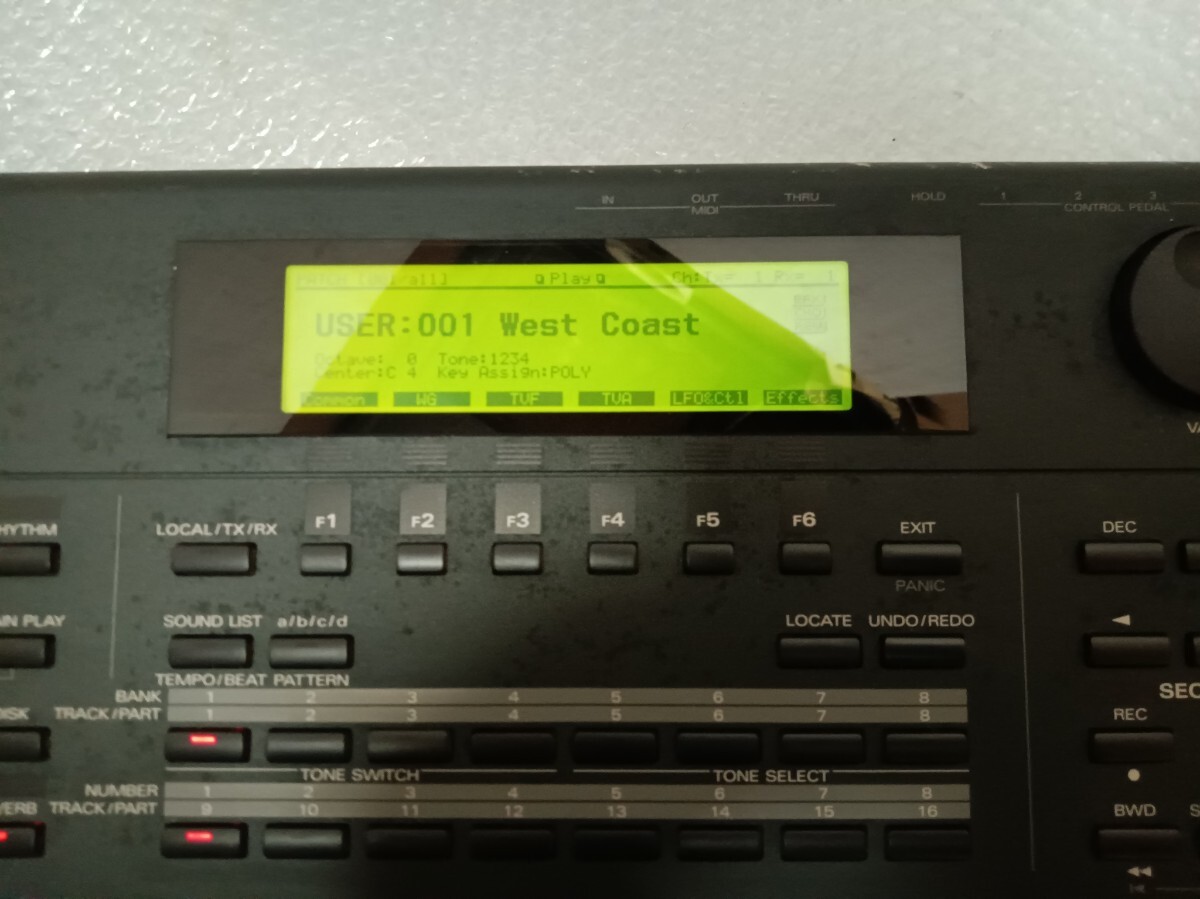 IN OUT THRU HOLD 1 2 3
MIDI CONTROL PEDAL
Play Ch:
USER:001 West Coast
Octave: 0 Tone:1234
Center:C 4 Key Assign:POLY
Common WG TVF TVA LFO&Ctl Effects
F1 F2 F3 F4 F5 F6
HYTHM LOCAL/TX/RX EXIT DEC
PANIC
IN PLAY SOUND LIST a/b/c/d LOCATE UNDO/REDO ◀
TEMPO/BEAT PATTERN
BANK 1 2 3 4 5 6 7 8
DISK TRACK/PART 1 2 3 4 5 6 7 8
SEC
REC
TONE SWITCH TONE SELECT
NUMBER 1 2 3 4 5 6 7 8
ERB TRACK/PART 9 10 11 12 13 14 15 16
BWD